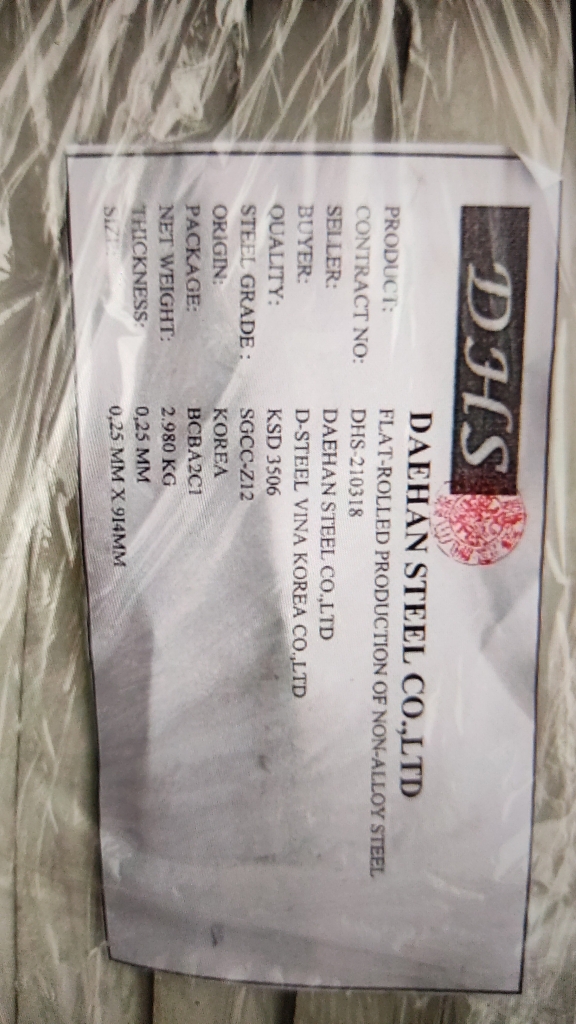 DHS
DAEHAN STEEL CO.,LTD
PRODUCT: FLAT-ROLLED PRODUCTION OF NON-ALLOY STEEL
CONTRACT NO: DHS-210318
SELLER: DAEHAN STEEL CO.,LTD
BUYER: D-STEEL VINA KOREA CO.,LTD
QUALITY: KSD 3506
STEEL GRADE : SGCC-Z12
ORIGIN: KOREA
PACKAGE: BCBA2C1
NET WEIGHT: 2.980 KG
THICKNESS: 0,25 MM
SIZE: 0,25 MM X 914MM